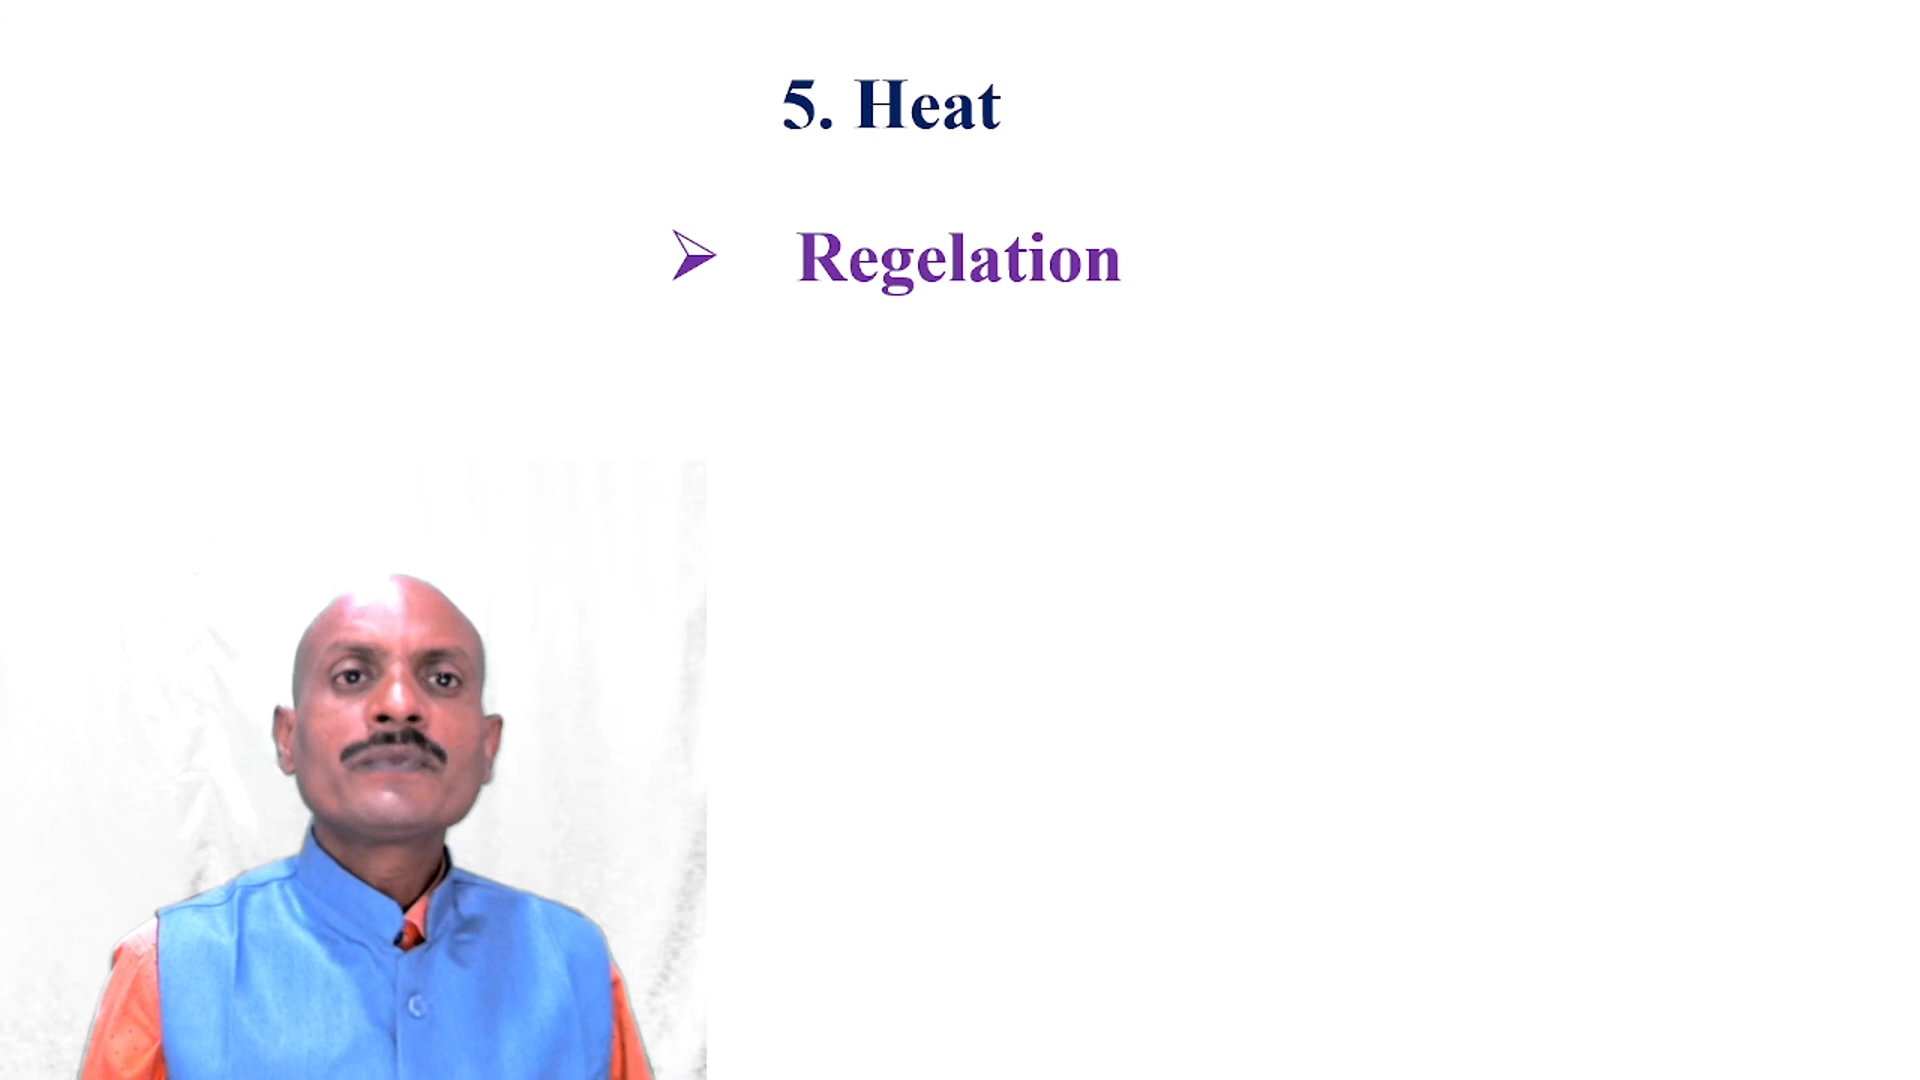 5. Heat
➢ Regelation